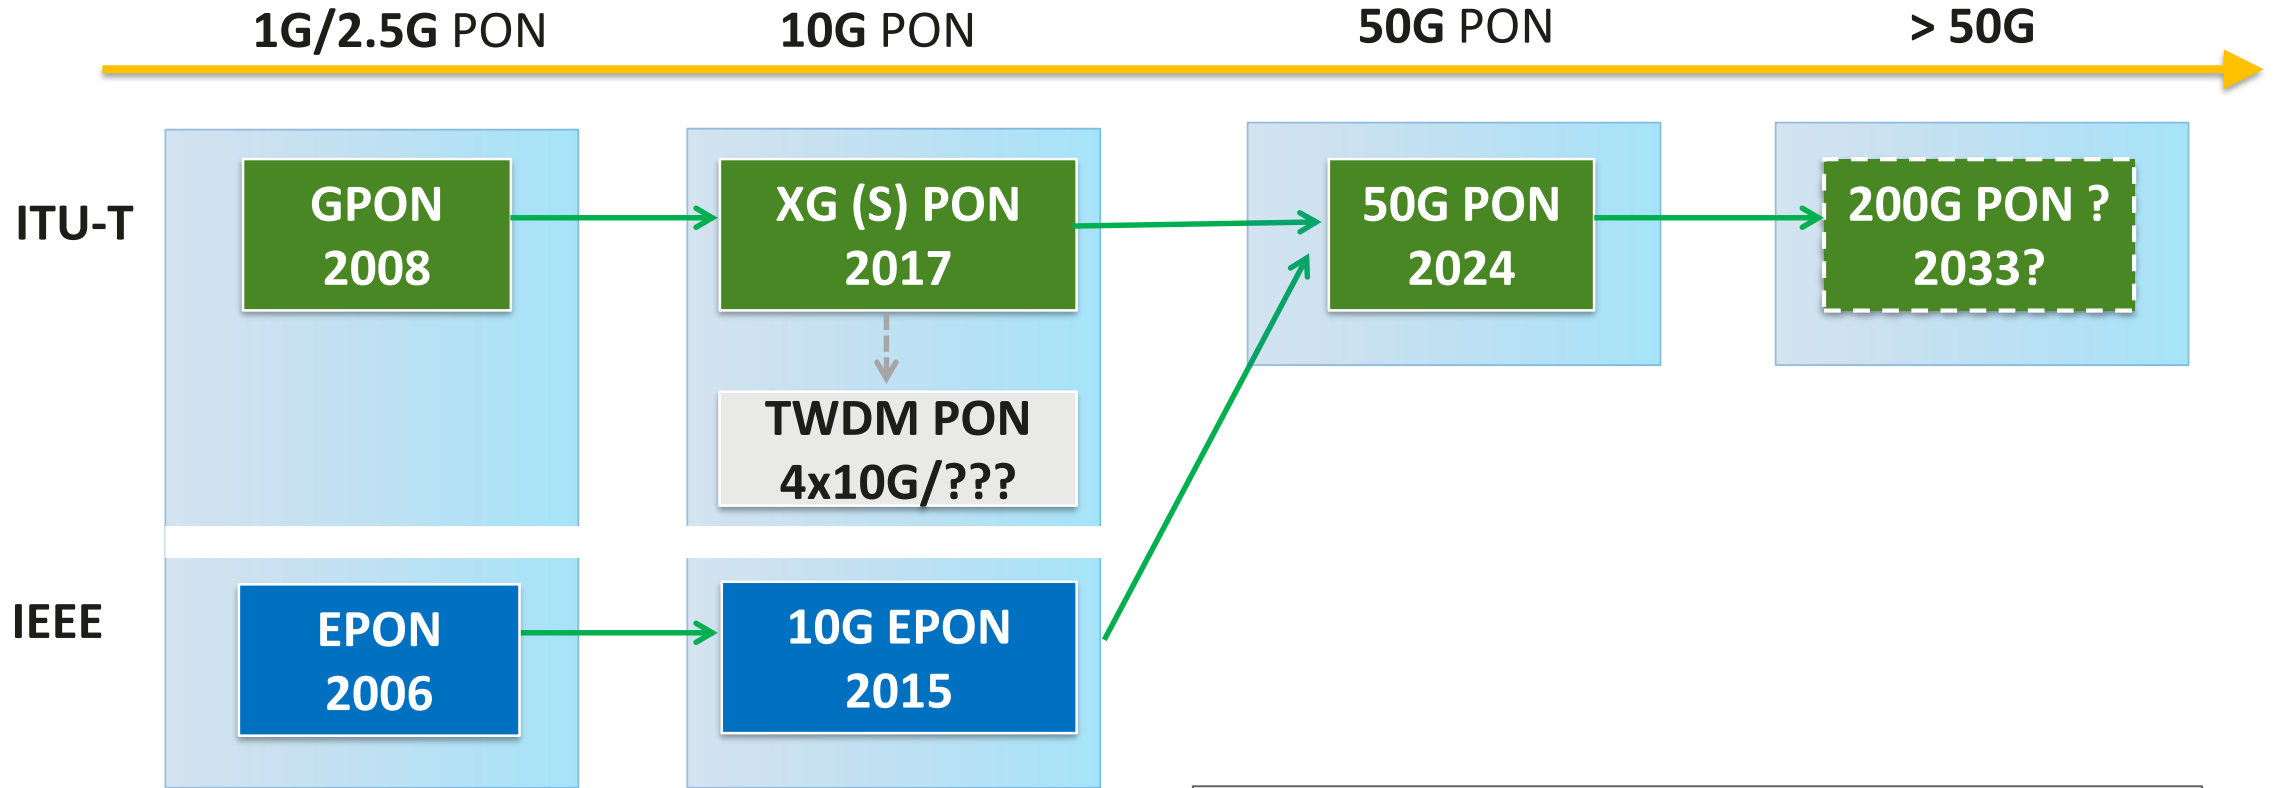 1G/2.5G PON
10G PON
50G PON
> 50G
ITU-T
GPON
2008
XG (S) PON
2017
50G PON
2024
200G PON ?
2033?
TWDM PON
4x10G/???
IEEE
EPON
2006
10G EPON
2015